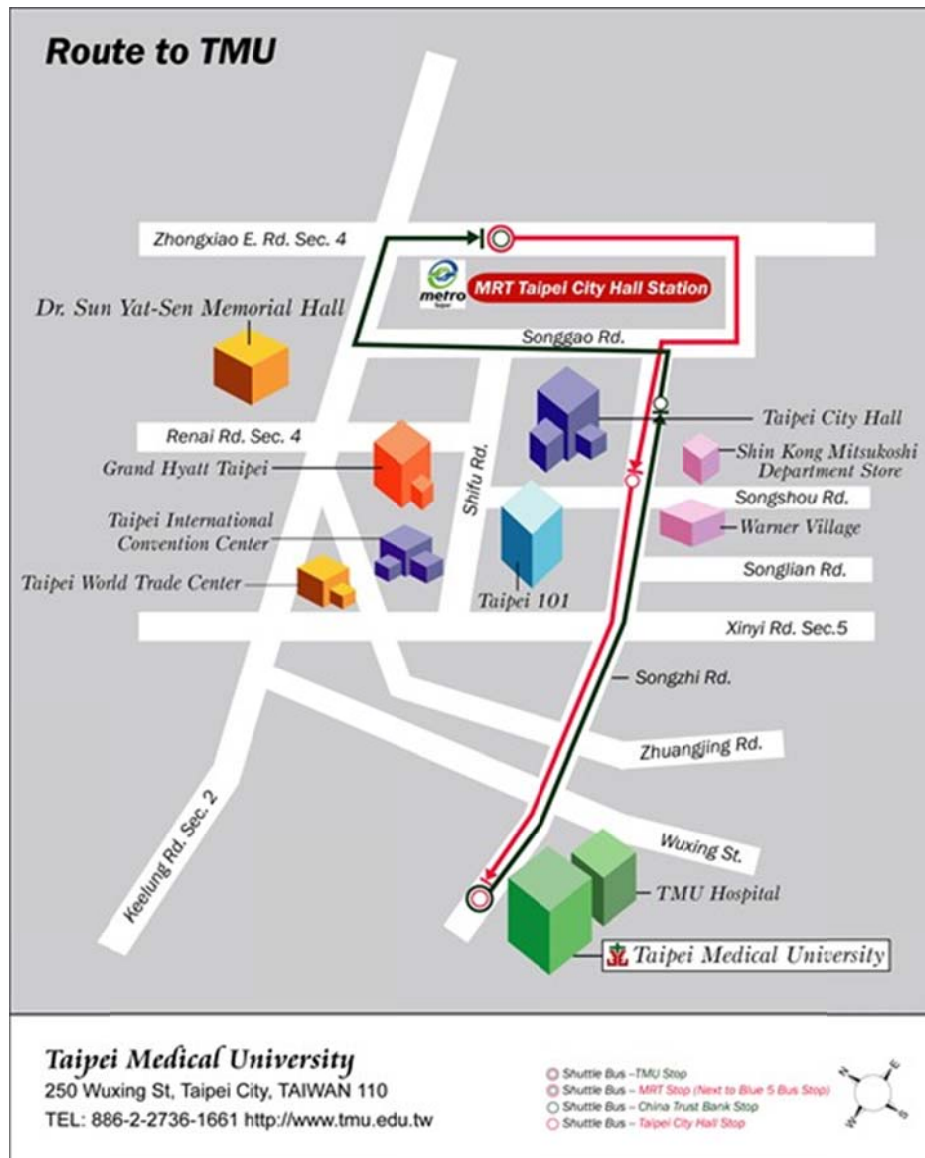 Route to TMU
Zhongxiao E. Rd. Sec. 4
metro
Taipei
MRT Taipei City Hall Station
Dr. Sun Yat-Sen Memorial Hall
Songgao Rd.
Taipei City Hall
Renai Rd. Sec. 4
Grand Hyatt Taipei
Shifu Rd.
Shin Kong Mitsukoshi
Department Store
Songshou Rd.
Taipei International
Convention Center
Warner Village
Taipei World Trade Center
Taipei 101
Songlian Rd.
Xinyi Rd. Sec.5
Songzhi Rd.
Zhuangjing Rd.
Keelung Rd. Sec. 2
Wuxing St.
TMU Hospital
Taipei Medical University
Taipei Medical University
250 Wuxing St, Taipei City, TAIWAN 110
TEL: 886-2-2736-1661 http://www.tmu.edu.tw
Shuttle Bus –TMU Stop
Shuttle Bus – MRT Stop (Next to Blue 5 Bus Stop)
Shuttle Bus – China Trust Bank Stop
Shuttle Bus – Taipei City Hall Stop
N
E
W
S